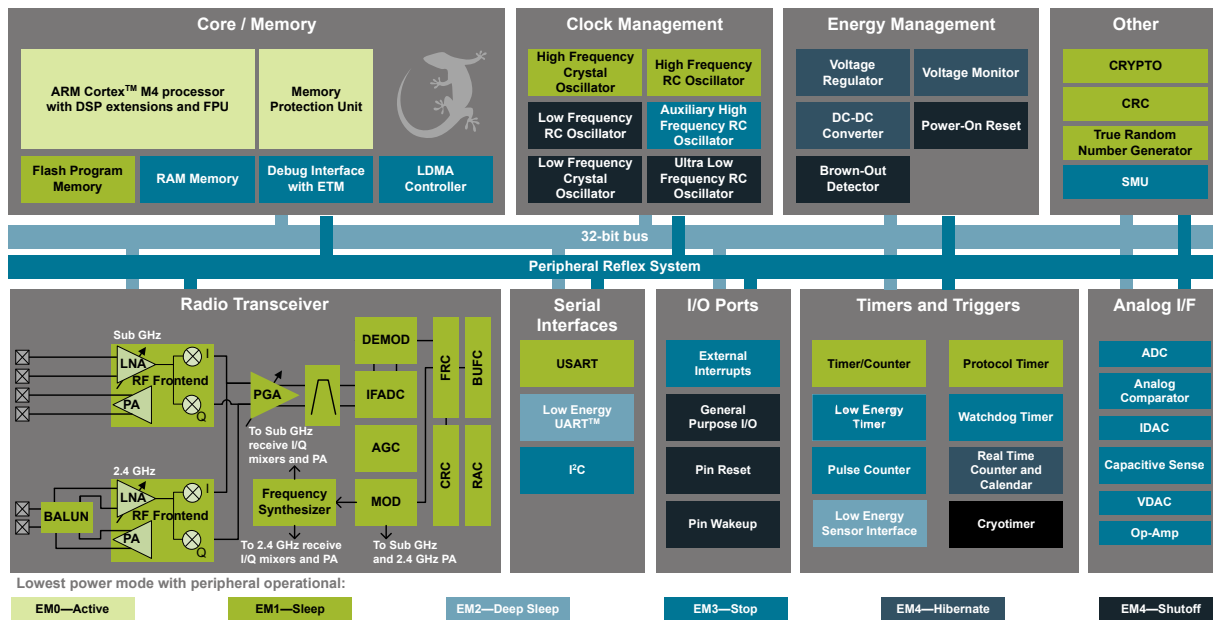 Core / Memory
ARM Cortex™ M4 processor
with DSP extensions and FPU
Memory
Protection Unit
Flash Program
Memory
RAM Memory
Debug Interface
with ETM
LDMA
Controller
Clock Management
High Frequency
Crystal
Oscillator
High Frequency
RC Oscillator
Low Frequency
RC Oscillator
Auxiliary High
Frequency RC
Oscillator
Low Frequency
Crystal
Oscillator
Ultra Low
Frequency RC
Oscillator
Energy Management
Voltage
Regulator
Voltage Monitor
DC-DC
Converter
Power-On Reset
Brown-Out
Detector
Other
CRYPTO
CRC
True Random
Number Generator
SMU
32-bit bus
Peripheral Reflex System
Radio Transceiver
Sub GHz
LNA
I
RF Frontend
PA
Q
2.4 GHz
LNA
I
BALUN
RF Frontend
PA
Q
PGA
To Sub GHz
receive I/Q
mixers and PA
Frequency
Synthesizer
To 2.4 GHz receive
I/Q mixers and PA
DEMOD
IFADC
AGC
MOD
To Sub GHz
and 2.4 GHz PA
FRC
BUFC
CRC
RAC
Serial
Interfaces
USART
Low Energy
UART™
I²C
I/O Ports
External
Interrupts
General
Purpose I/O
Pin Reset
Pin Wakeup
Timers and Triggers
Timer/Counter
Protocol Timer
Low Energy
Timer
Watchdog Timer
Pulse Counter
Real Time
Counter and
Calendar
Low Energy
Sensor Interface
Cryotimer
Analog I/F
ADC
Analog
Comparator
IDAC
Capacitive Sense
VDAC
Op-Amp
Lowest power mode with peripheral operational:
EM0—Active
EM1—Sleep
EM2—Deep Sleep
EM3—Stop
EM4—Hibernate
EM4—Shutoff